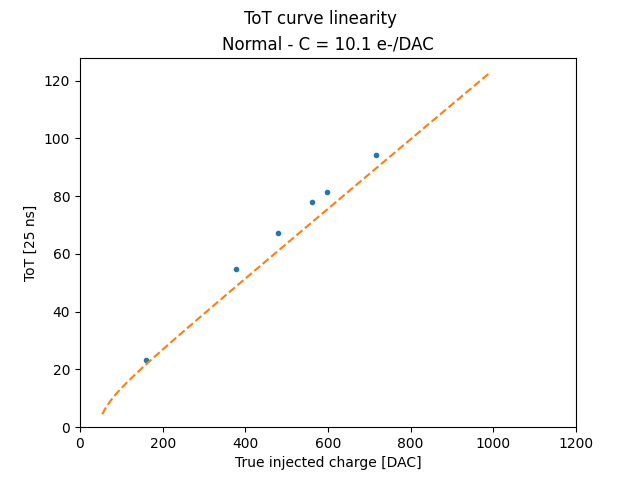 ToT curve linearity
Normal - C = 10.1 e-/DAC
120
100
80
60
40
20
0
ToT [25 ns]
0 200 400 600 800 1000 1200
True injected charge [DAC]